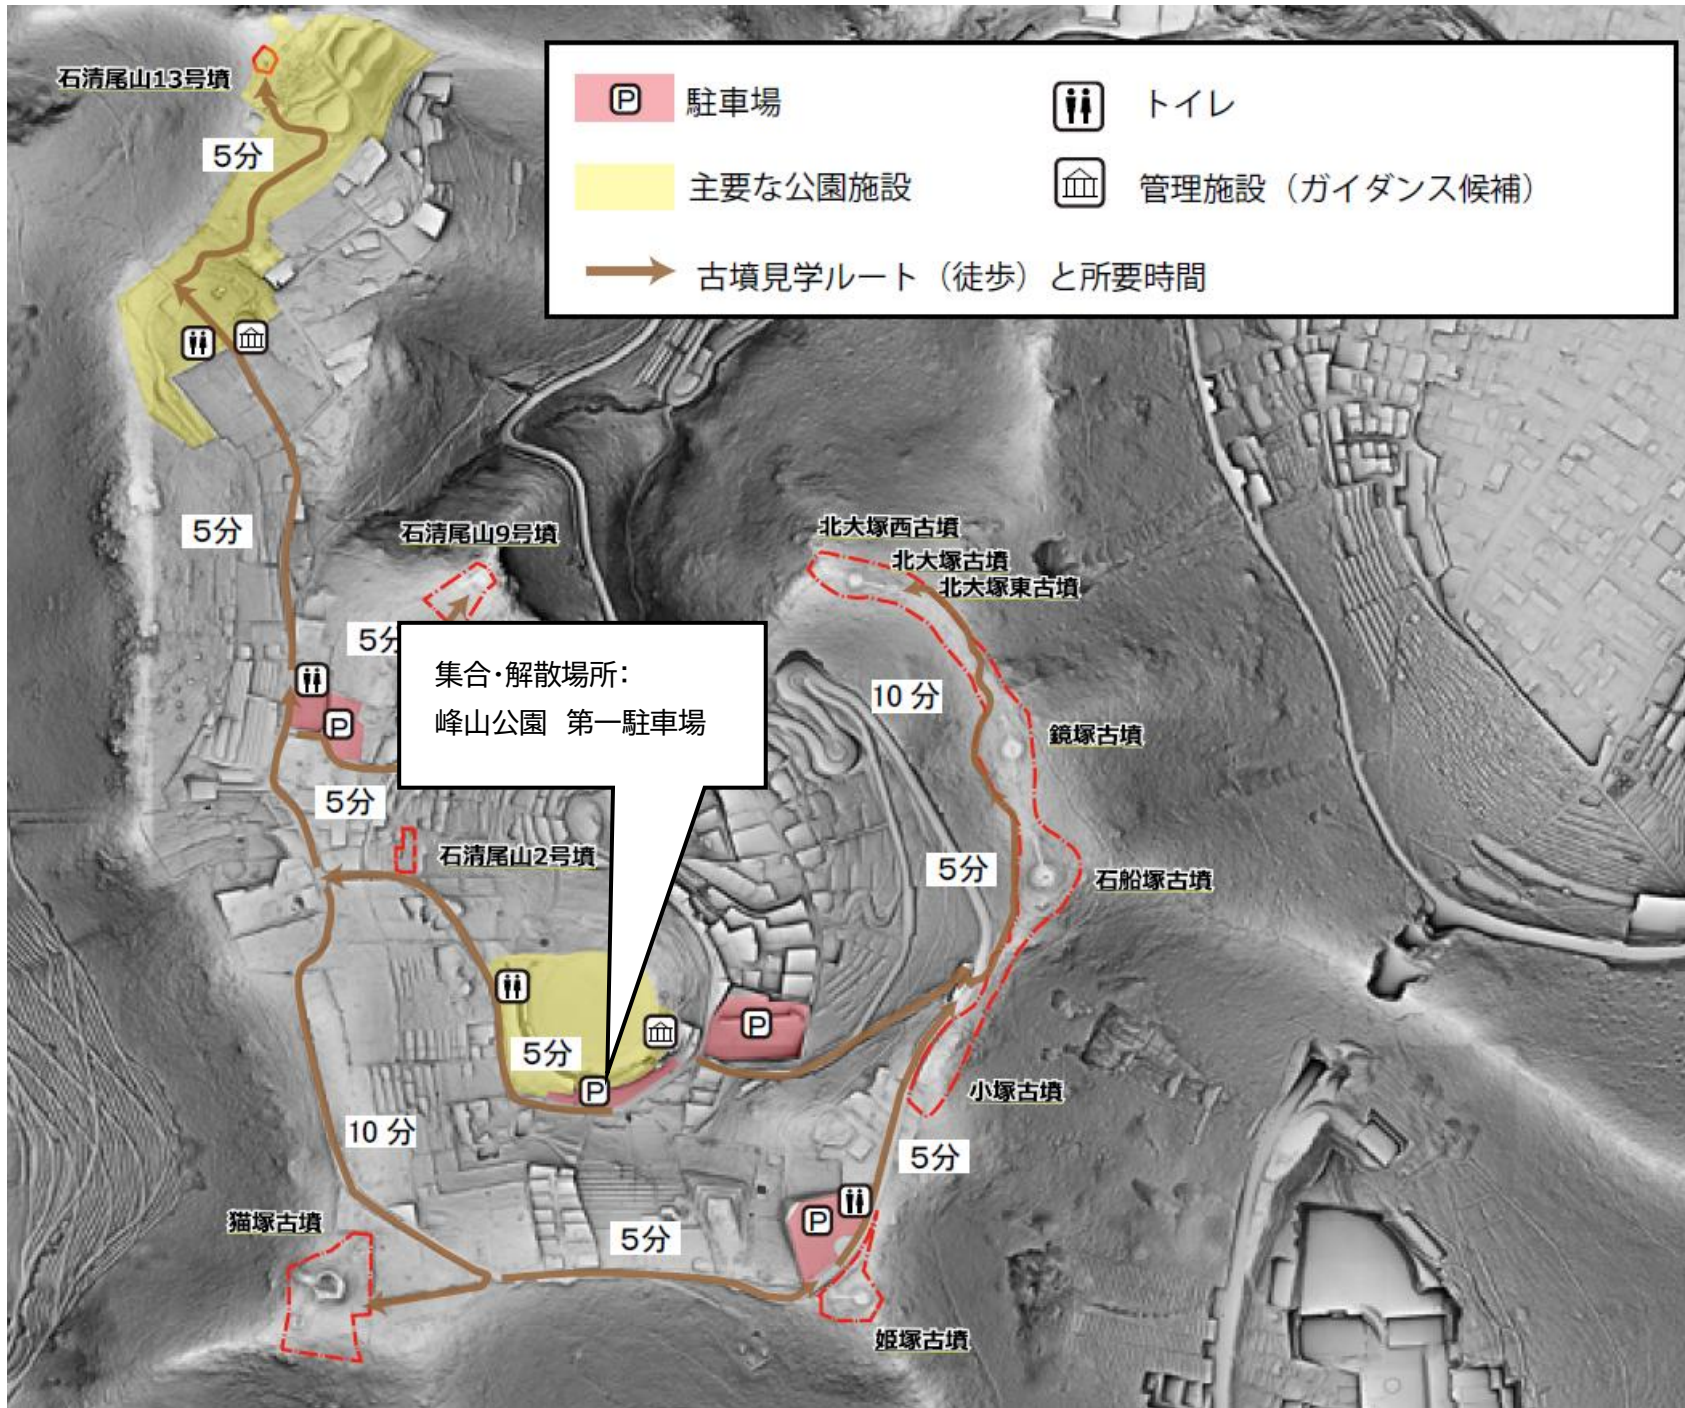 石清尾山13号墳
P 駐車場
トイレ
主要な公園施設
管理施設（ガイダンス候補）
古墳見学ルート（徒歩）と所要時間
5分
5分
石清尾山9号墳
北大塚西古墳
北大塚古墳
北大塚東古墳
5分
集合・解散場所：
峰山公園　第一駐車場
10 分
鏡塚古墳
P
5分
石清尾山2号墳
5分
石船塚古墳
P
5分
P
小塚古墳
10 分
5分
猫塚古墳
P
5分
姫塚古墳